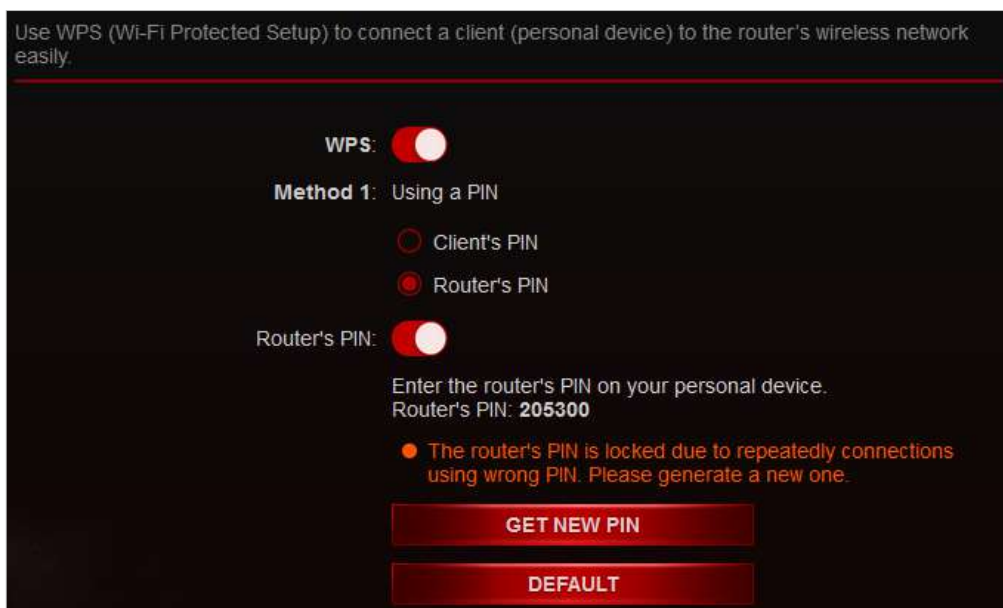 Use WPS (Wi-Fi Protected Setup) to connect a client (personal device) to the router's wireless network
easily.
WPS:
Method 1: Using a PIN
Client's PIN
Router's PIN
Router's PIN:
Enter the router's PIN on your personal device.
Router's PIN: 205300
The router's PIN is locked due to repeatedly connections
using wrong PIN. Please generate a new one.
GET NEW PIN
DEFAULT